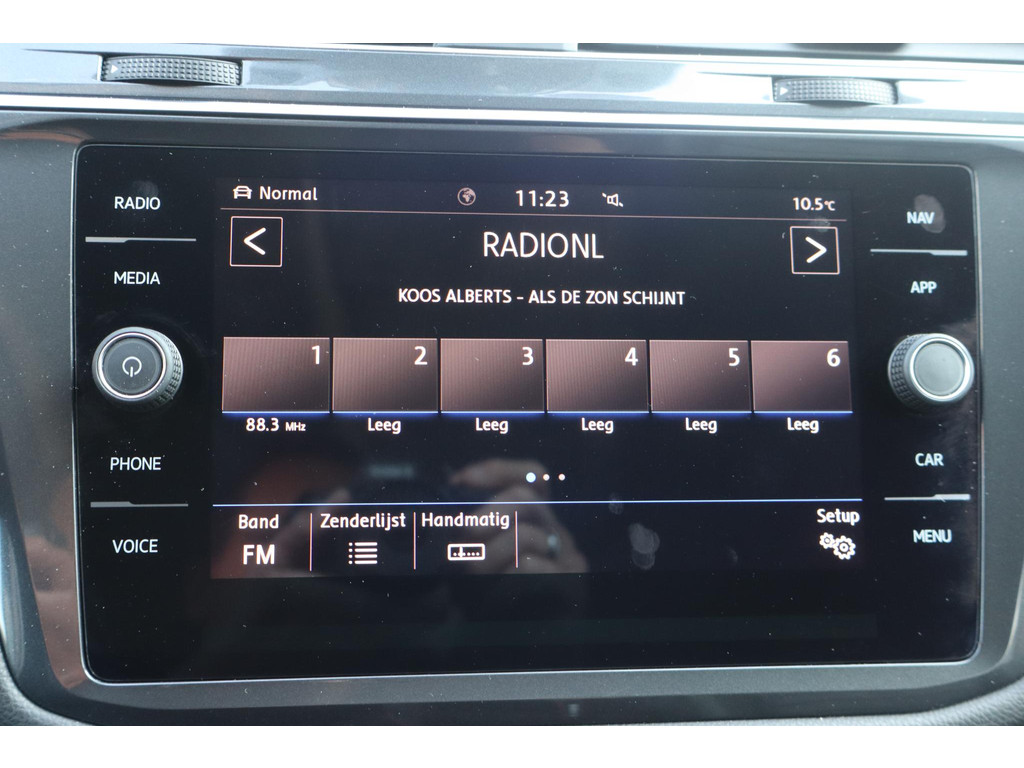 RADIO
MEDIA
PHONE
VOICE
Normal 11:23 10.5°C
RADIONL
KOOS ALBERTS - ALS DE ZON SCHIJNT
1 2 3 4 5 6
88.3 MHz Leeg Leeg Leeg Leeg Leeg
Band Zenderlijst Handmatig Setup
FM
NAV
APP
CAR
MENU